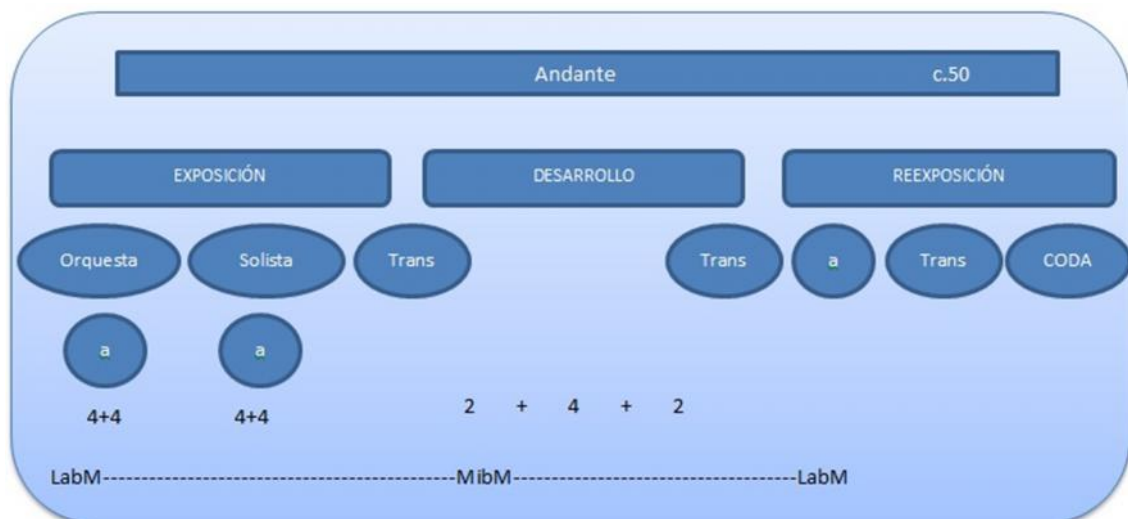 Andante c.50
EXPOSICIÓN DESARROLLO REEXPOSICIÓN
Orquesta Solista Trans Trans a Trans CODA
a a
4+4 4+4 2 + 4 + 2
LabM----------------------------------------------MibM-------------------------------------LabM